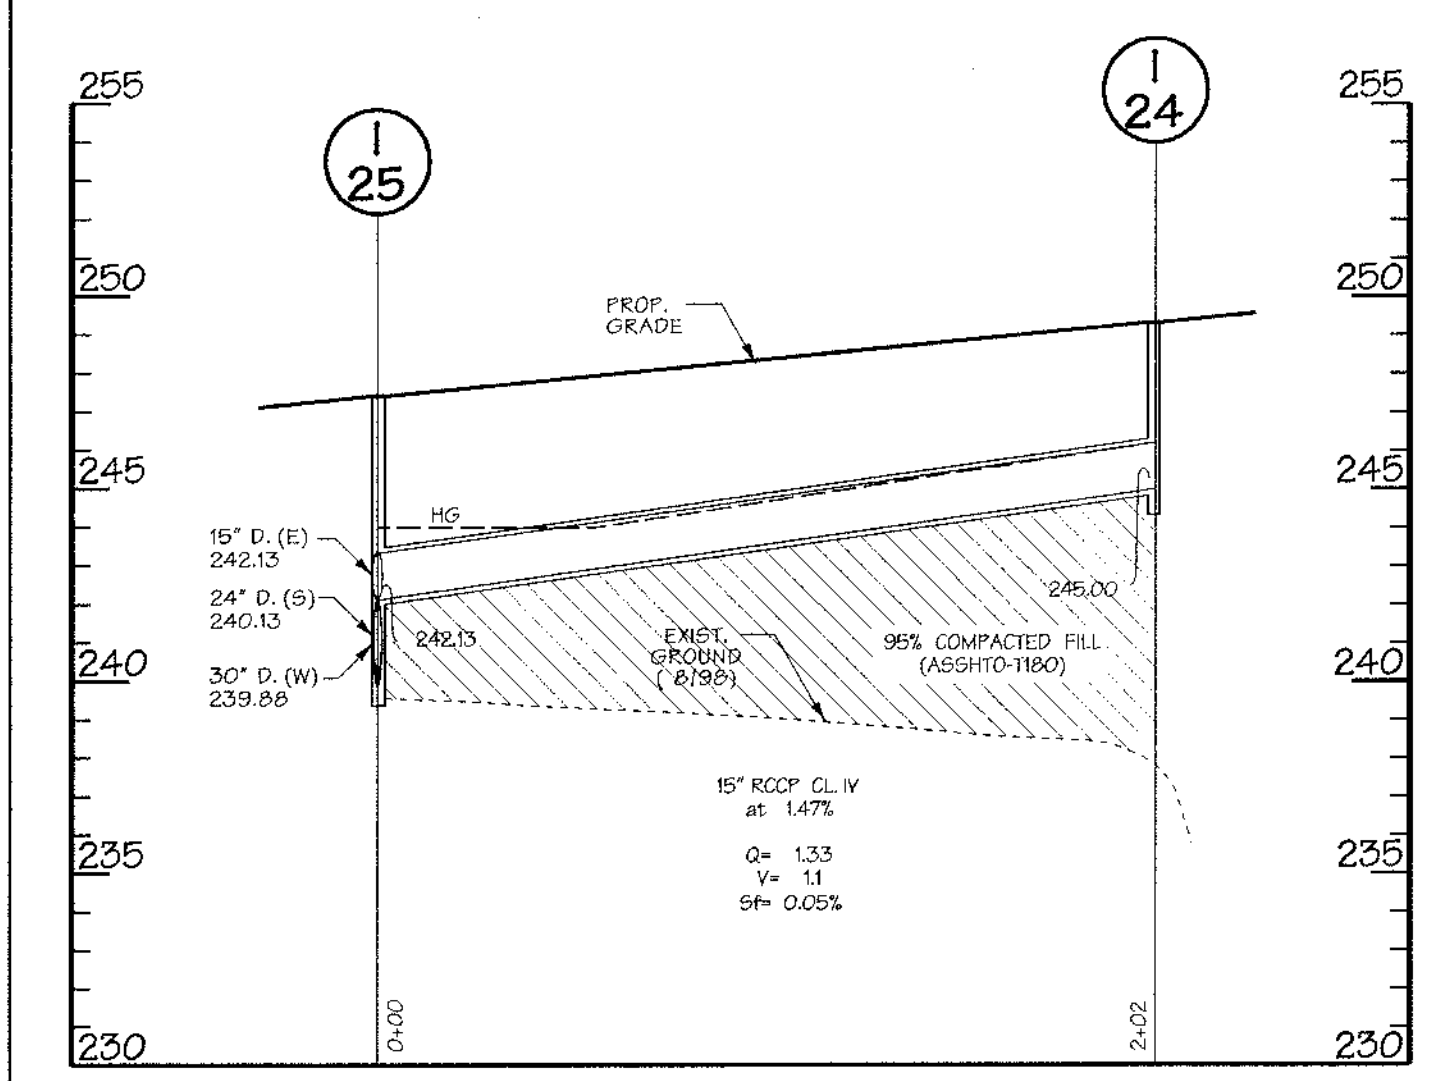 255
255
I
24
I
25
250
250
PROP.
GRADE
245
245
HG
15" D. (E)
242.13
24" D. (S)
240.13
30" D. (W)
239.88
242.13
245.00
EXIST.
GROUND
( 8/98)
95% COMPACTED FILL
(ASSHTO-T180)
240
240
15" RCCP CL. IV
at 1.47%
Q= 1.33
V= 1.1
Sf= 0.05%
235
235
0+00
2+02
230
230